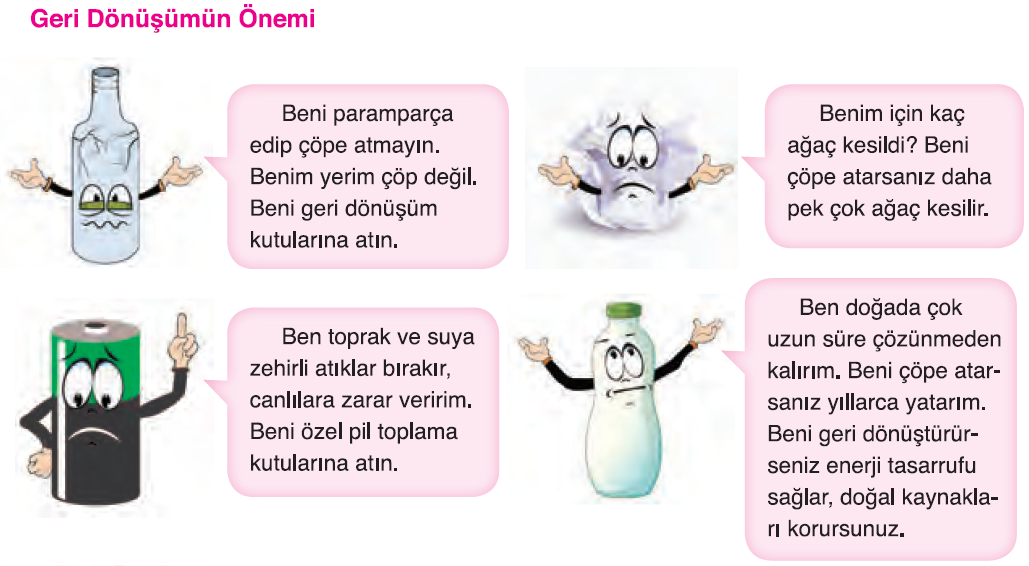 Geri Dönüşümün Önemi
Beni paramparça
edip çöpe atmayın.
Benim yerim çöp değil.
Beni geri dönüşüm
kutularına atın.
Benim için kaç
ağaç kesildi? Beni
çöpe atarsanız daha
pek çok ağaç kesilir.
Ben toprak ve suya
zehirli atıklar bırakır,
canlılara zarar veririm.
Beni özel pil toplama
kutularına atın.
Ben doğada çok
uzun süre çözünmeden
kalırım. Beni çöpe atar-
sanız yıllarca yatarım.
Beni geri dönüştürür-
seniz enerji tasarrufu
sağlar, doğal kaynakla-
rı korursunuz.